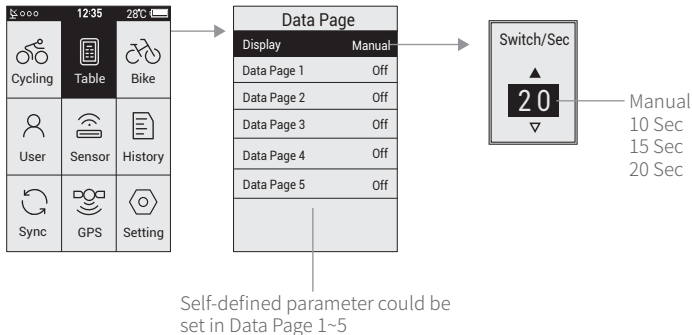 12:35 28°C
Cycling Table Bike
User Sensor History
Sync GPS Setting
Data Page
Display Manual
Data Page 1 Off
Data Page 2 Off
Data Page 3 Off
Data Page 4 Off
Data Page 5 Off
Switch/Sec
20
Manual
10 Sec
15 Sec
20 Sec
Self-defined parameter could be
set in Data Page 1~5